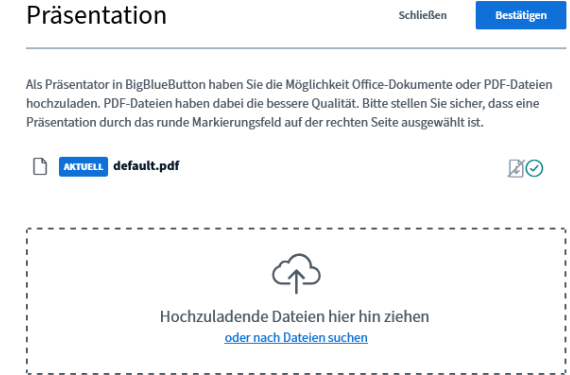 Präsentation
Schließen
Bestätigen
Als Präsentator in BigBlueButton haben Sie die Möglichkeit Office-Dokumente oder PDF-Dateien
hochzuladen. PDF-Dateien haben dabei die bessere Qualität. Bitte stellen Sie sicher, dass eine
Präsentation durch das runde Markierungsfeld auf der rechten Seite ausgewählt ist.
AKTUELL default.pdf
Hochzuladende Dateien hier hin ziehen
oder nach Dateien suchen